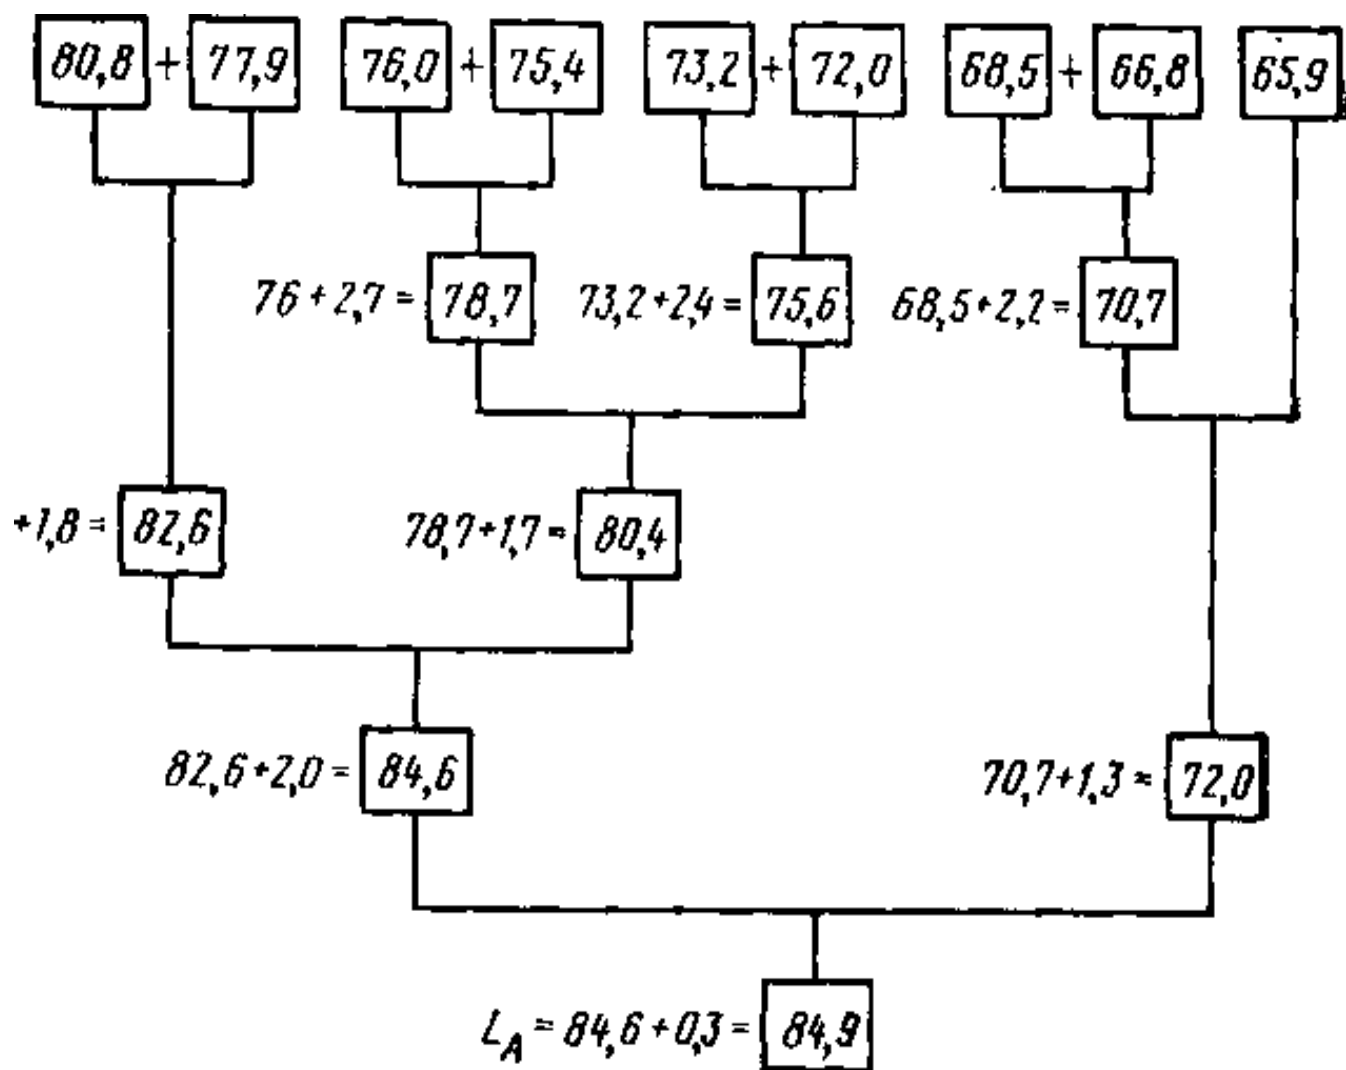 80,8 + 77,9 76,0 + 75,4 73,2 + 72,0 68,5 + 66,8 65,9
76 + 2,7 = 78,7 73,2 + 2,4 = 75,6 68,5 + 2,2 = 70,7
+1,8 = 82,6 78,7 + 1,7 = 80,4
82,6 + 2,0 = 84,6 70,7 + 1,3 = 72,0
L_A = 84,6 + 0,3 = 84,9